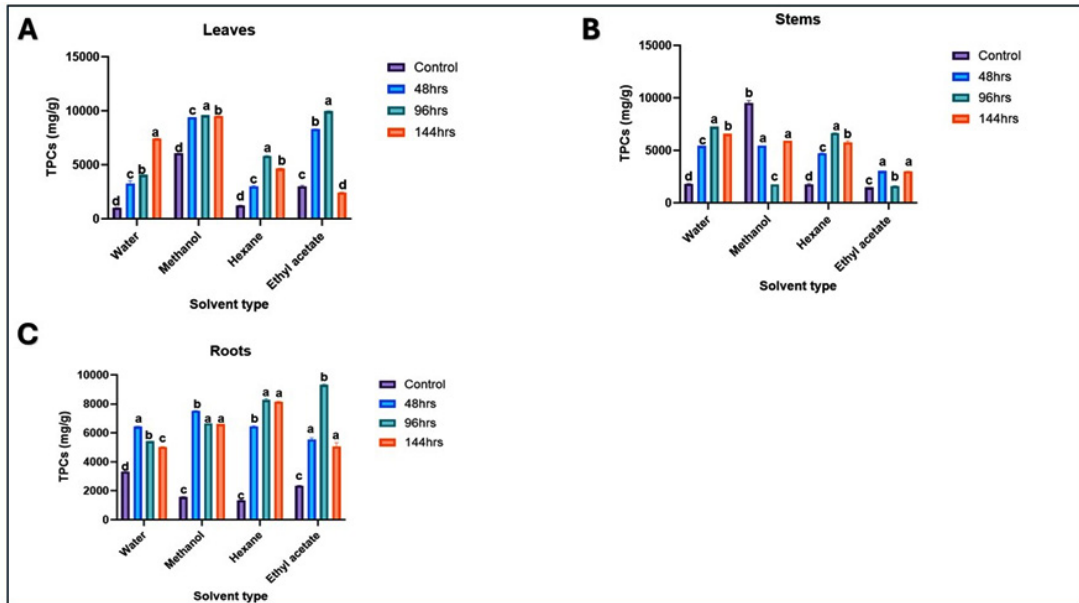 A
Leaves
TPCs (mg/g)
15000
10000
5000
0
d c b a
d c a b
d c a b
c b a d
Water
Methanol
Hexane
Ethyl acetate
Solvent type
Control
48hrs
96hrs
144hrs
B
Stems
TPCs (mg/g)
15000
10000
5000
0
d c a b
b a c a
d c a b
c a b a
Water
Methanol
Hexane
Ethyl acetate
Solvent type
Control
48hrs
96hrs
144hrs
C
Roots
TPCs (mg/g)
10000
8000
6000
4000
2000
0
d a b c
c b a a
c b a a
c a b a
Water
Methanol
Hexane
Ethyl acetate
Solvent type
Control
48hrs
96hrs
144hrs